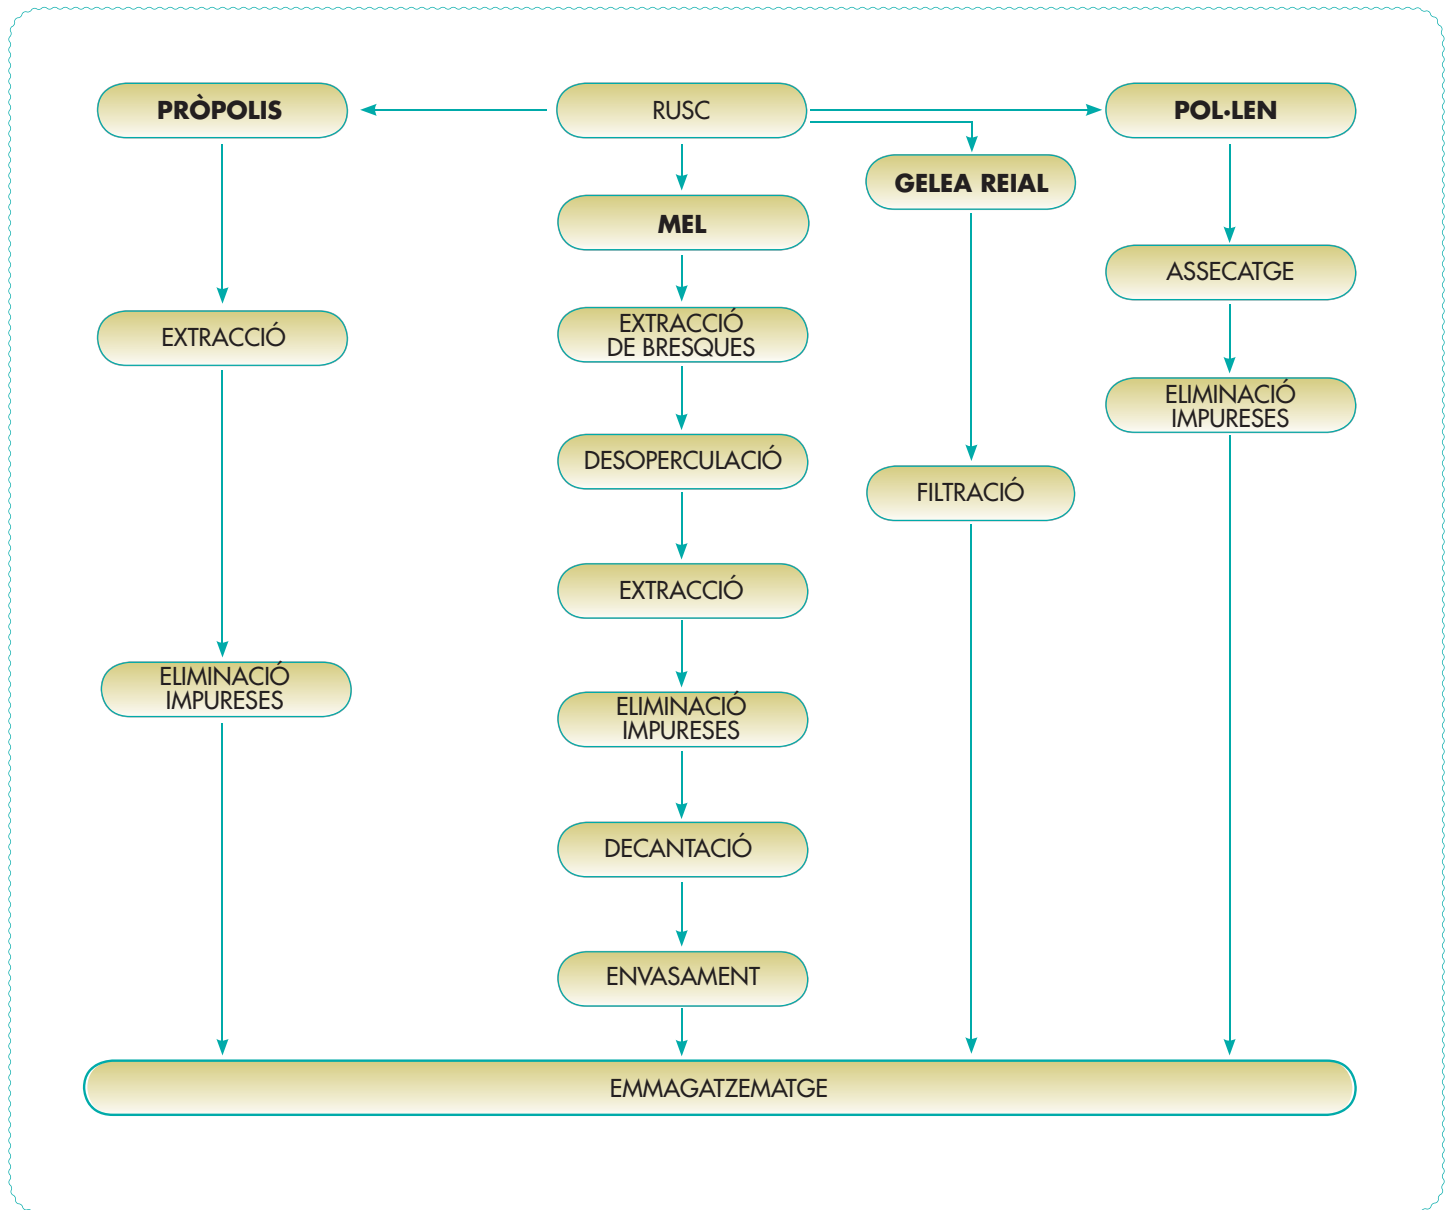 PRÒPOLIS
RUSC
POL·LEN
GELEA REIAL
MEL
ASSECATGE
EXTRACCIÓ
EXTRACCIÓ
DE BRESQUES
ELIMINACIÓ
IMPURESES
DESOPERCULACIÓ
FILTRACIÓ
EXTRACCIÓ
ELIMINACIÓ
IMPURESES
ELIMINACIÓ
IMPURESES
DECANTACIÓ
ENVASAMENT
EMMAGATZEMATGE